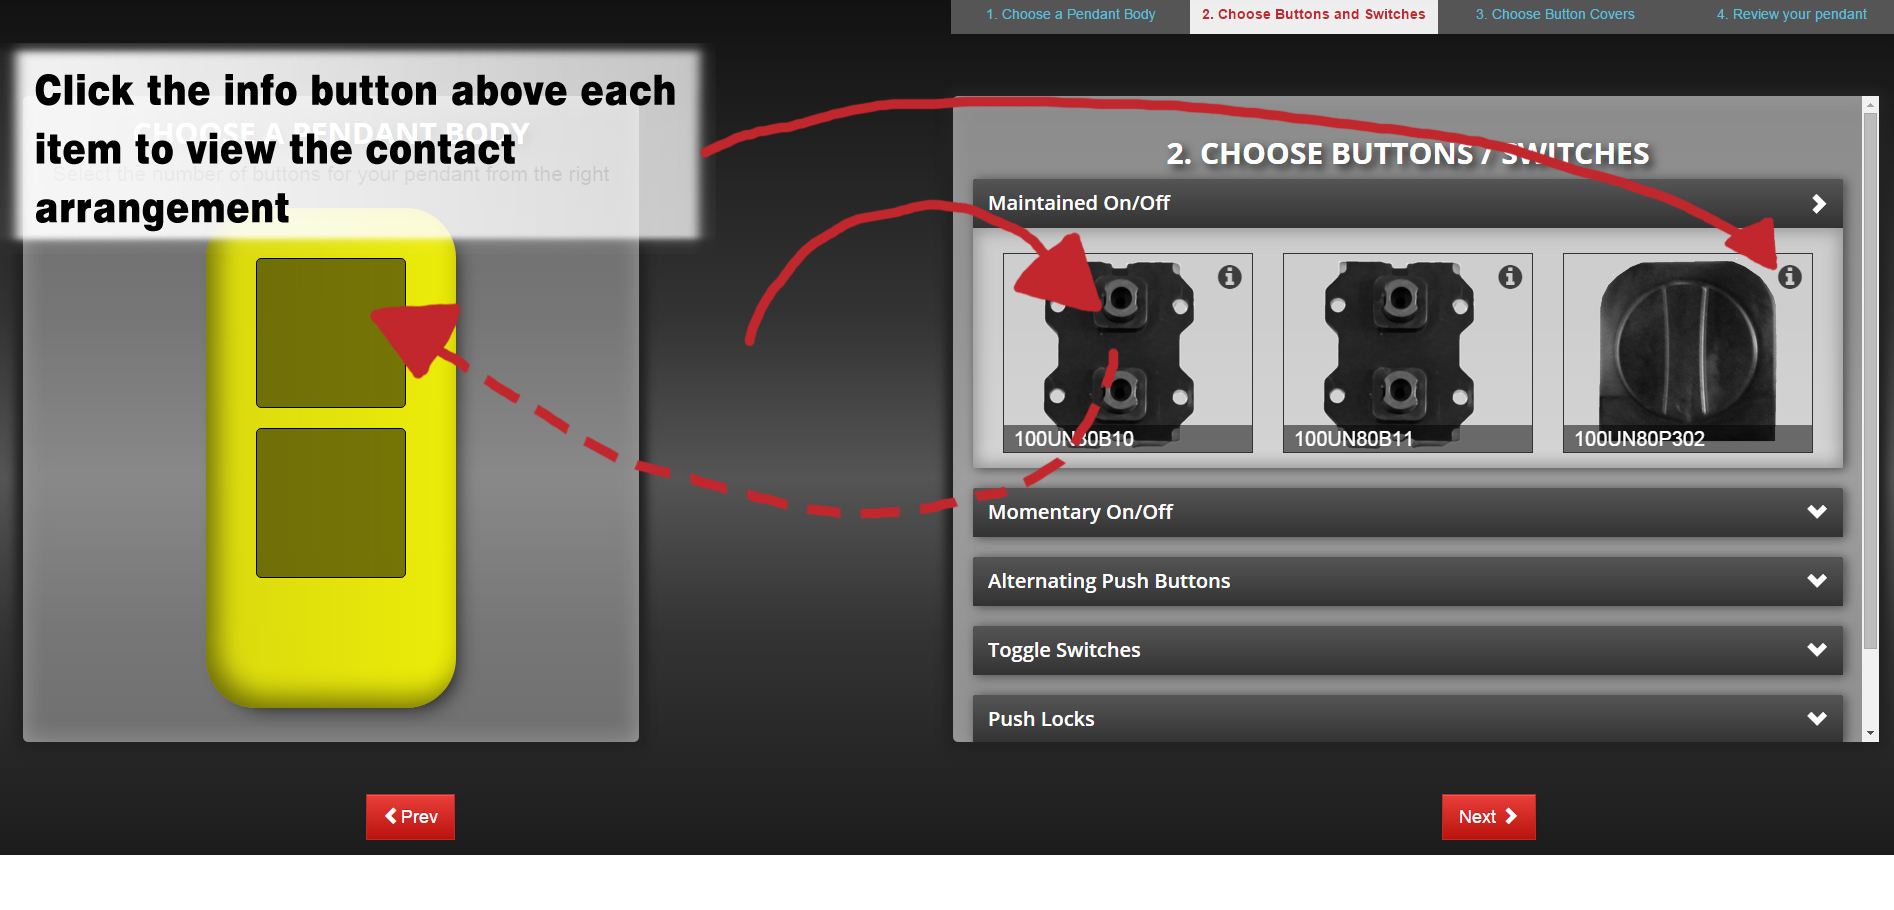 1. Choose a Pendant Body
2. Choose Buttons and Switches
3. Choose Button Covers
4. Review your pendant
Click the info button above each
item to view the contact
arrangement
CHOOSE A PENDANT BODY
Select the number of buttons for your pendant from the right
2. CHOOSE BUTTONS / SWITCHES
Maintained On/Off
100UN80B10
100UN80B11
100UN80P302
Momentary On/Off
Alternating Push Buttons
Toggle Switches
Push Locks
Prev
Next